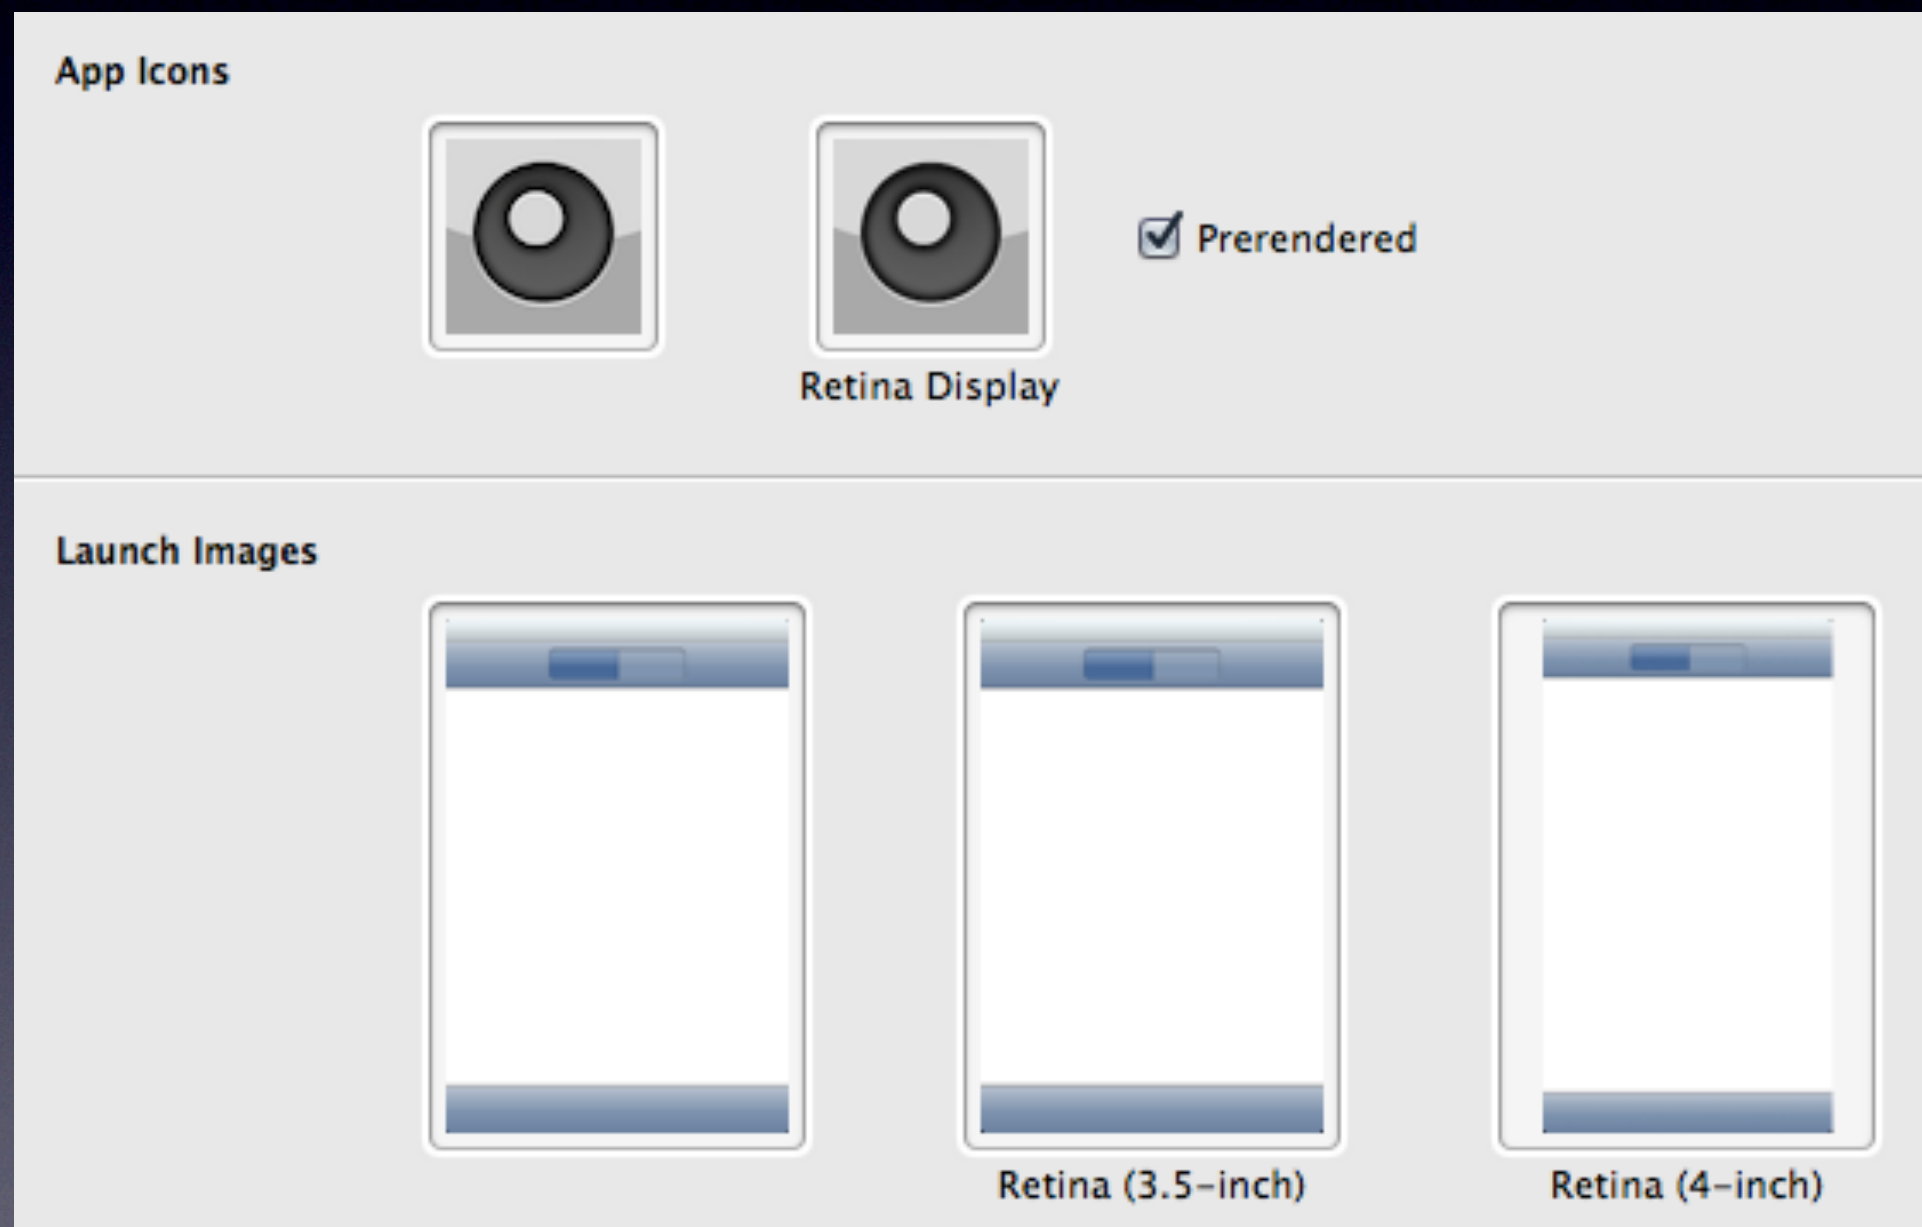 App Icons
Prerendered
Retina Display
Launch Images
Retina (3.5-inch)
Retina (4-inch)